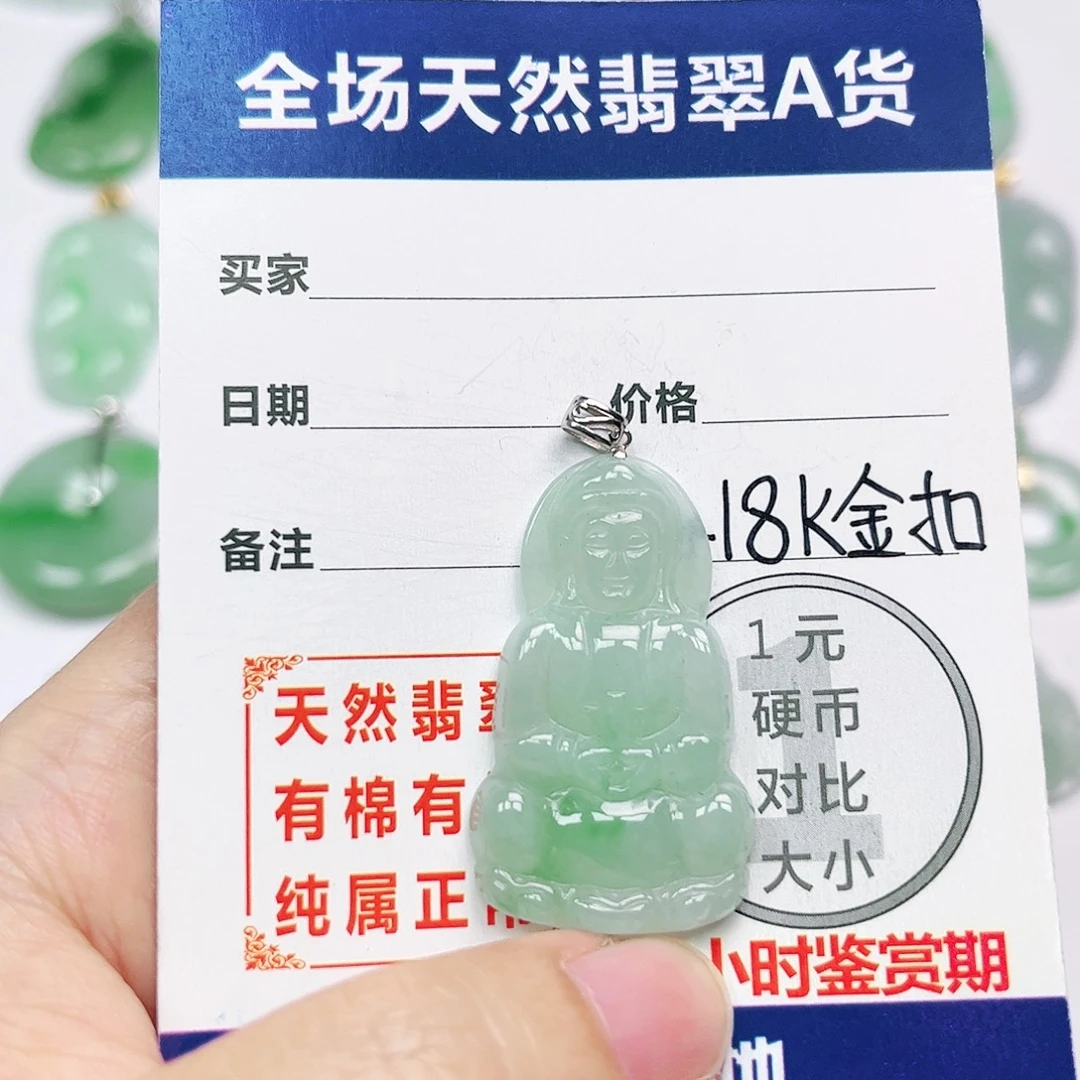 全场天然翡翠A货
买家
日期 价格
备注 18K金扣
天然翡翠
有棉有
纯属正
1元
硬币
对比
大小
小时鉴赏期